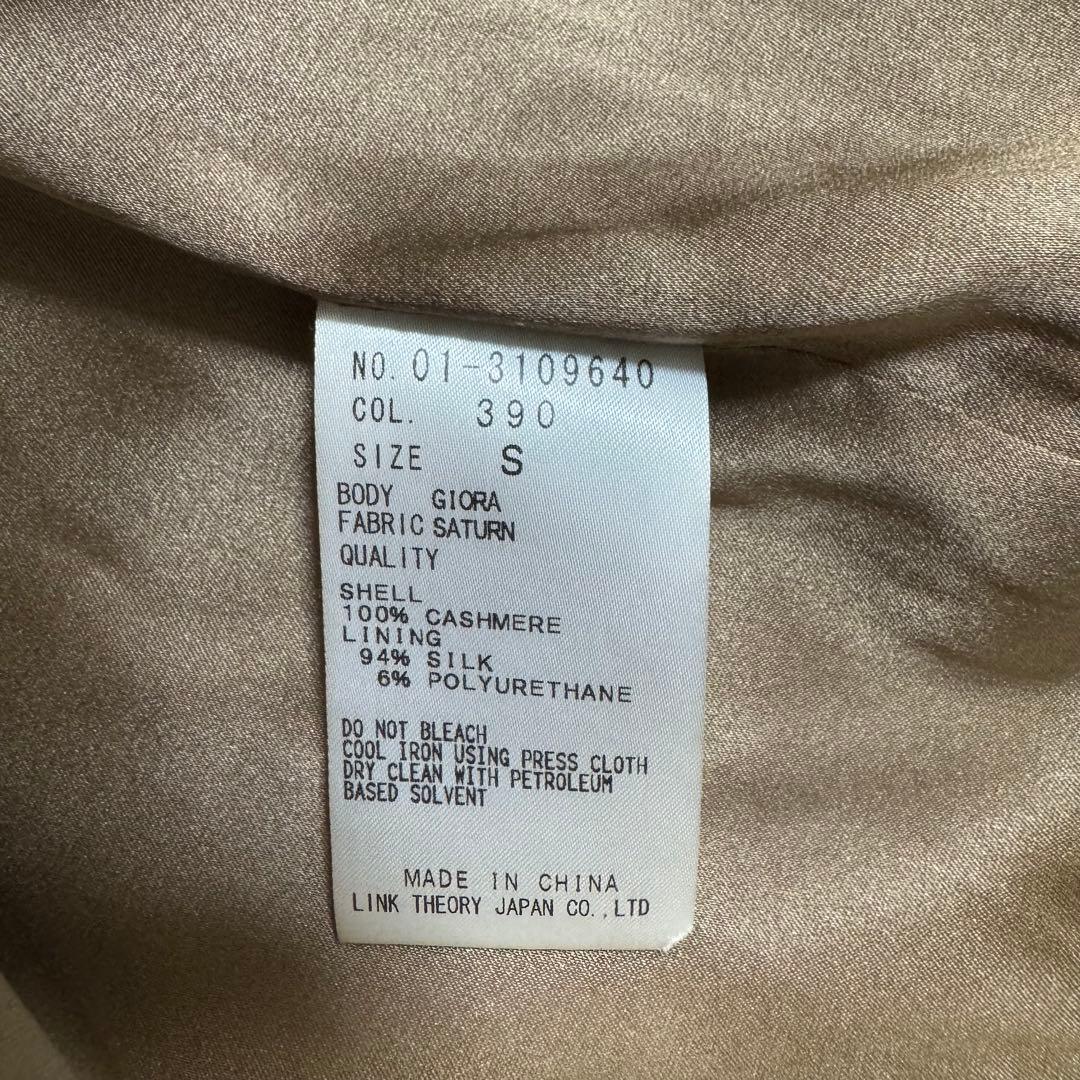 NO. 01-3109640
COL. 390
SIZE S
BODY GIORA
FABRIC SATURN
QUALITY
SHELL
100% CASHMERE
LINING
94% SILK
6% POLYURETHANE
DO NOT BLEACH
COOL IRON USING PRESS CLOTH
DRY CLEAN WITH PETROLEUM
BASED SOLVENT
MADE IN CHINA
LINK THEORY JAPAN CO.,LTD